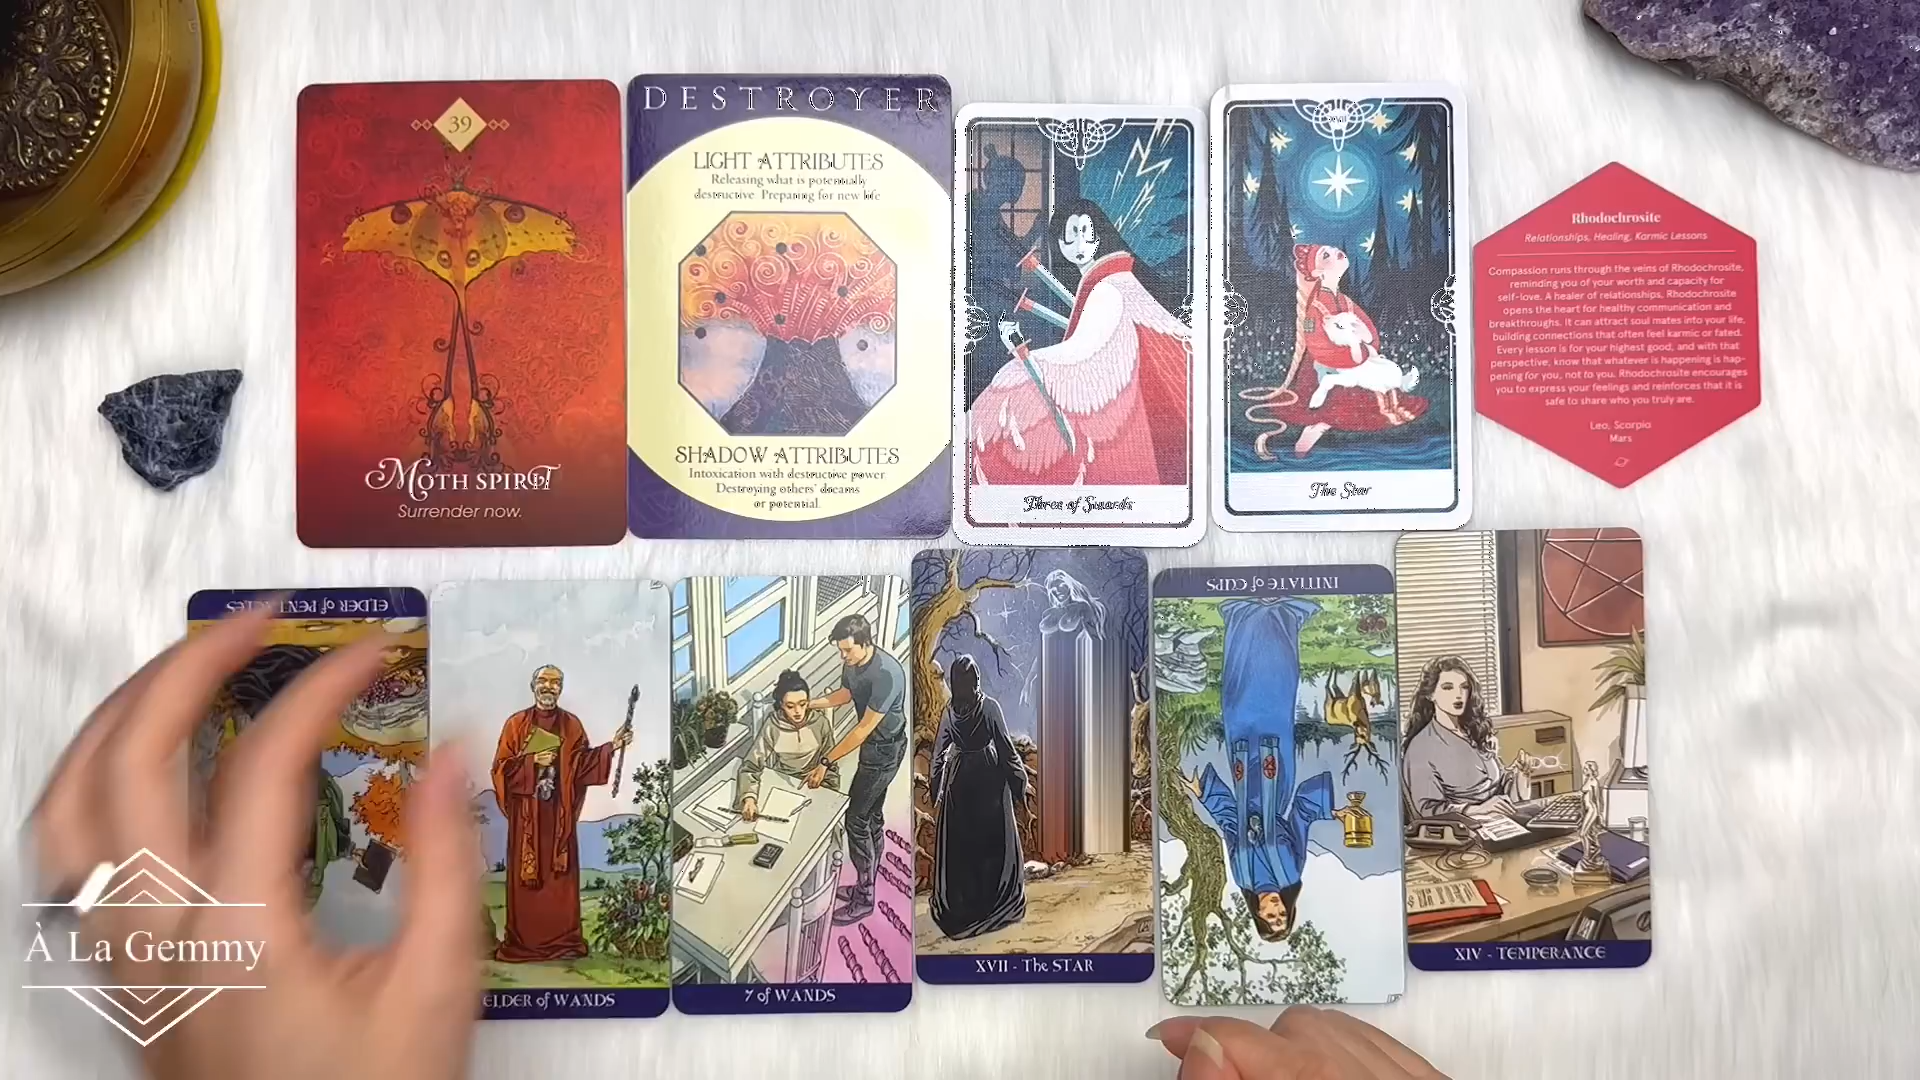 39
MOTH SPIRIT
Surrender now.
DESTROYER
LIGHT ATTRIBUTES
Releasing what is potentially
destructive. Preparing for new life
SHADOW ATTRIBUTES
Intoxication with destructive power
Destroying others' dreams
or potential.
Three of Swords
XVII
The Star
Rhodochrosite
Relationships, Healing, Karmic Lessons
Compassion runs through the veins of Rhodochrosite,
reminding you of your worth and capacity for
self-love. A healer of relationships, Rhodochrosite
opens the heart for healthy communication and
breakthroughs. It can attract soul mates into your life,
building connections that often feel karmic or fated.
Every lesson is for your highest good, and with that
perspective, know that whatever is happening is hap-
pening for you, not to you. Rhodochrosite encourages
you to express your feelings and reinforces that it is
safe to share who you truly are.
Leo, Scorpio
Mars
ELDER of PENTACLES
ELDER of WANDS
7 of WANDS
XVII - The STAR
INITIATE of CUPS
XIV - TEMPERANCE
À La Gemmy